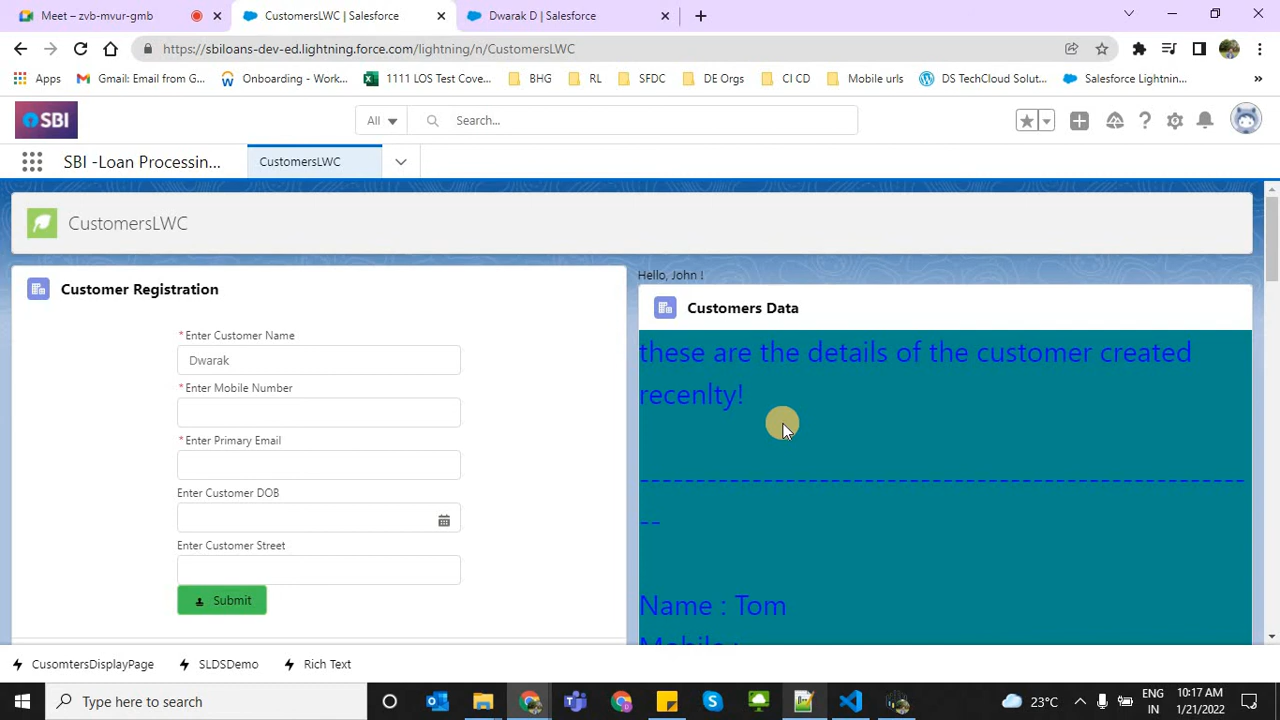 Meet – zvb-mvur-gmb
CustomersLWC | Salesforce
Dwarak D | Salesforce
https://sbiloans-dev-ed.lightning.force.com/lightning/n/CustomersLWC
Apps
Gmail: Email from G...
Onboarding - Work...
1111 LOS Test Cove...
BHG
RL
SFDC
DE Orgs
CI CD
Mobile urls
DS TechCloud Solut...
Salesforce Lightnin...
»
SBI
All
Search...
SBI -Loan Processin...
CustomersLWC
CustomersLWC
Customer Registration
*Enter Customer Name
Dwarak
*Enter Mobile Number
*Enter Primary Email
Enter Customer DOB
Enter Customer Street
Submit
Hello, John !
Customers Data
these are the details of the customer created
recenlty!
------------------------------------------------------
--
Name : Tom
Mobile :
CusomtersDisplayPage
SLDSDemo
Rich Text
Type here to search
23°C
ENG
IN
10:17 AM
1/21/2022